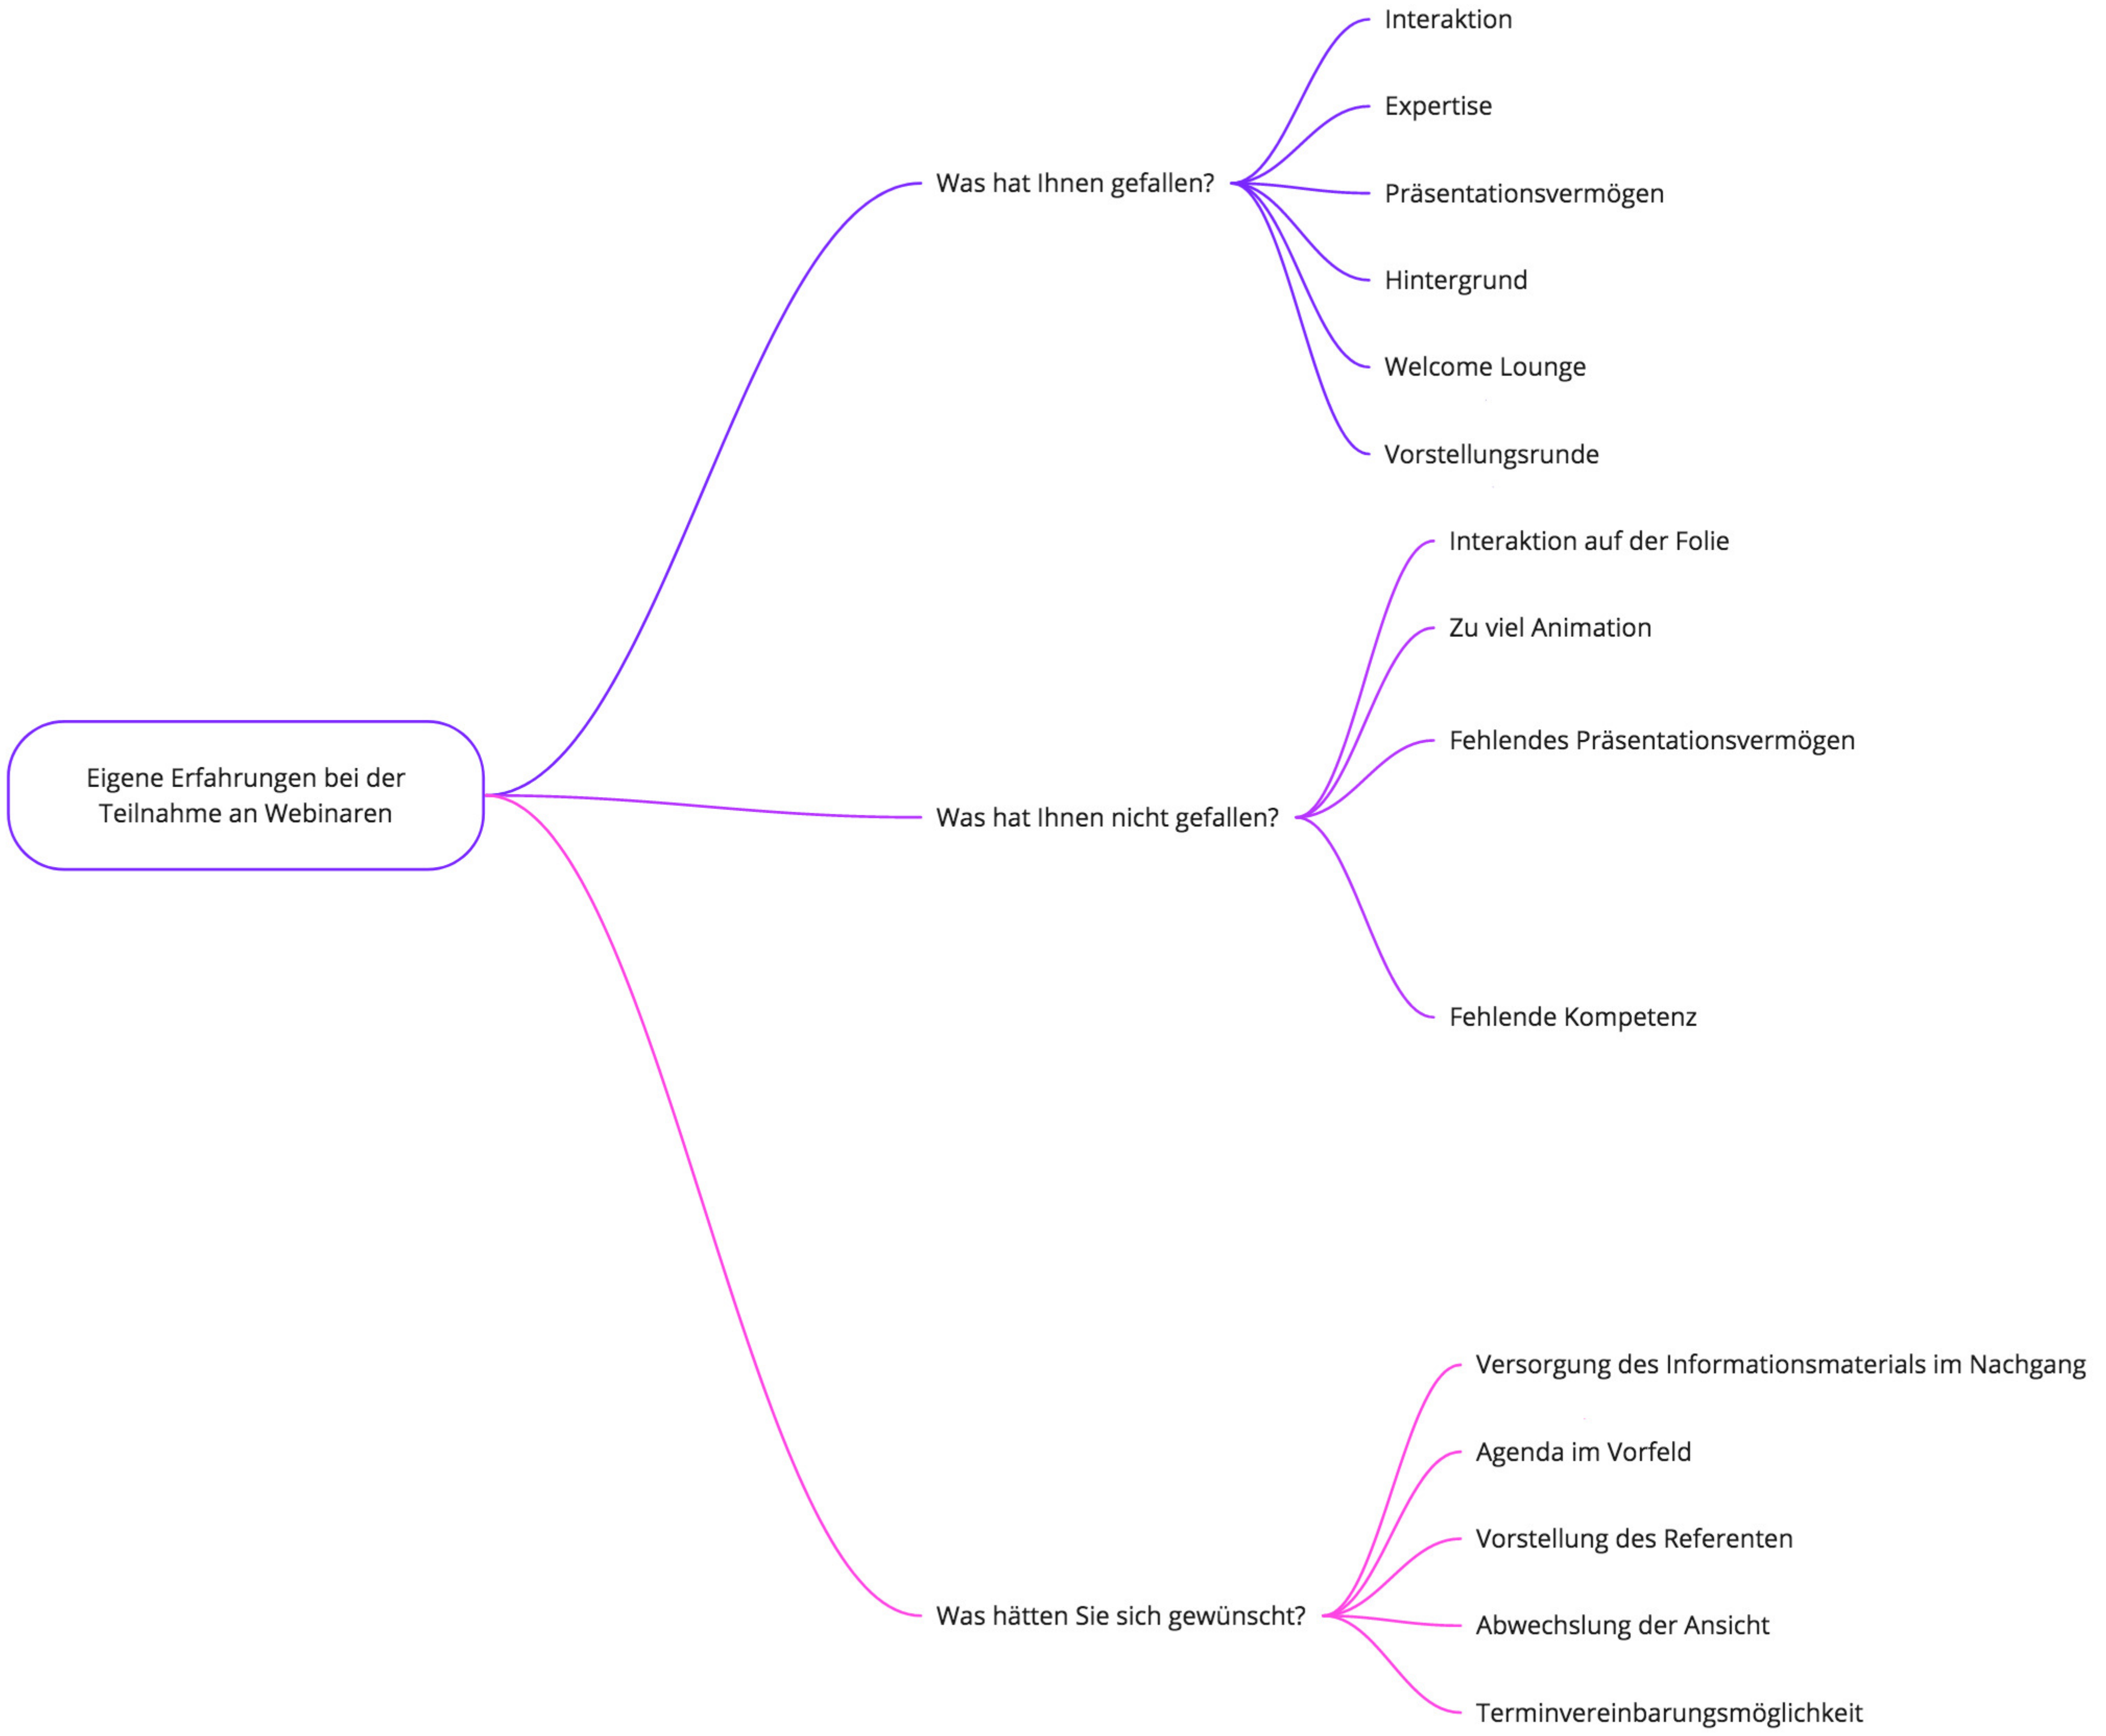 Eigene Erfahrungen bei der
Teilnahme an Webinaren
Was hat Ihnen gefallen?
Interaktion
Expertise
Präsentationsvermögen
Hintergrund
Welcome Lounge
Vorstellungsrunde
Was hat Ihnen nicht gefallen?
Interaktion auf der Folie
Zu viel Animation
Fehlendes Präsentationsvermögen
Fehlende Kompetenz
Was hätten Sie sich gewünscht?
Versorgung des Informationsmaterials im Nachgang
Agenda im Vorfeld
Vorstellung des Referenten
Abwechslung der Ansicht
Terminvereinbarungsmöglichkeit